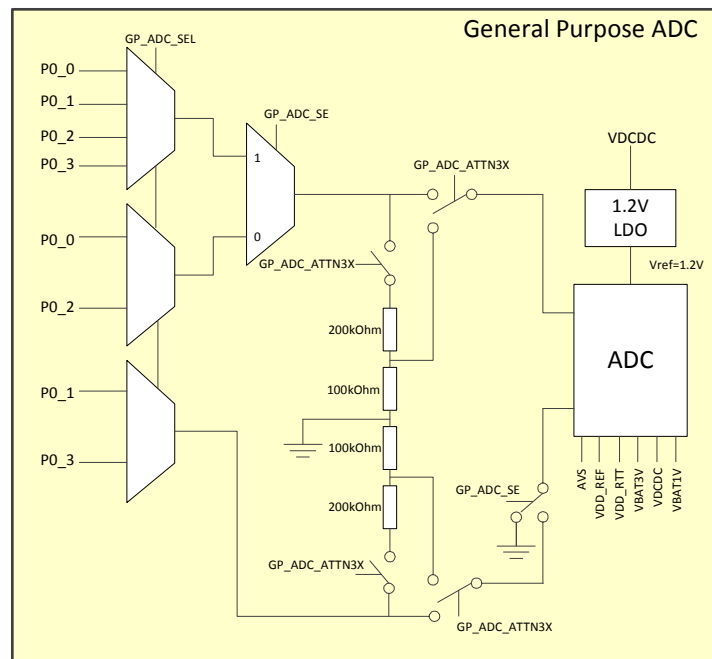 General Purpose ADC
GP_ADC_SEL
P0_0
P0_1
P0_2
P0_3
GP_ADC_SE
1
0
GP_ADC_ATTN3X
VDCDC
1.2V
LDO
Vref=1.2V
P0_0
P0_2
GP_ADC_ATTN3X
200kOhm
100kOhm
100kOhm
200kOhm
ADC
P0_1
P0_3
AVS
VDD_REF
VDD_RTT
VBAT3V
VDCDC
VBAT1V
GP_ADC_SE
GP_ADC_ATTN3X
GP_ADC_ATTN3X